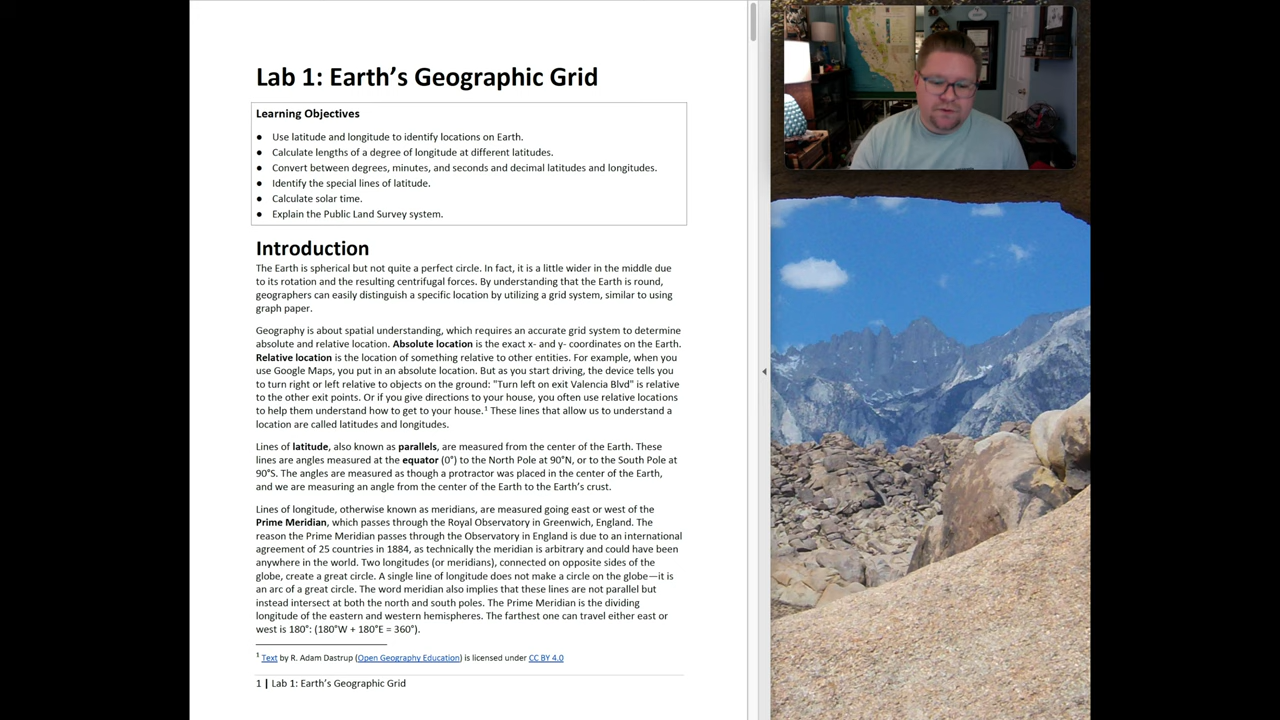 Lab 1: Earth’s Geographic Grid
Learning Objectives
● Use latitude and longitude to identify locations on Earth.
● Calculate lengths of a degree of longitude at different latitudes.
● Convert between degrees, minutes, and seconds and decimal latitudes and longitudes.
● Identify the special lines of latitude.
● Calculate solar time.
● Explain the Public Land Survey system.
Introduction
The Earth is spherical but not quite a perfect circle. In fact, it is a little wider in the middle due
to its rotation and the resulting centrifugal forces. By understanding that the Earth is round,
geographers can easily distinguish a specific location by utilizing a grid system, similar to using
graph paper.
Geography is about spatial understanding, which requires an accurate grid system to determine
absolute and relative location. Absolute location is the exact x- and y- coordinates on the Earth.
Relative location is the location of something relative to other entities. For example, when you
use Google Maps, you put in an absolute location. But as you start driving, the device tells you
to turn right or left relative to objects on the ground: "Turn left on exit Valencia Blvd" is relative
to the other exit points. Or if you give directions to your house, you often use relative locations
to help them understand how to get to your house.1 These lines that allow us to understand a
location are called latitudes and longitudes.
Lines of latitude, also known as parallels, are measured from the center of the Earth. These
lines are angles measured at the equator (0°) to the North Pole at 90°N, or to the South Pole at
90°S. The angles are measured as though a protractor was placed in the center of the Earth,
and we are measuring an angle from the center of the Earth to the Earth’s crust.
Lines of longitude, otherwise known as meridians, are measured going east or west of the
Prime Meridian, which passes through the Royal Observatory in Greenwich, England. The
reason the Prime Meridian passes through the Observatory in England is due to an international
agreement of 25 countries in 1884, as technically the meridian is arbitrary and could have been
anywhere in the world. Two longitudes (or meridians), connected on opposite sides of the
globe, create a great circle. A single line of longitude does not make a circle on the globe—it is
an arc of a great circle. The word meridian also implies that these lines are not parallel but
instead intersect at both the north and south poles. The Prime Meridian is the dividing
longitude of the eastern and western hemispheres. The farthest one can travel either east or
west is 180°: (180°W + 180°E = 360°).
1 Text by R. Adam Dastrup (Open Geography Education) is licensed under CC BY 4.0
1 | Lab 1: Earth’s Geographic Grid